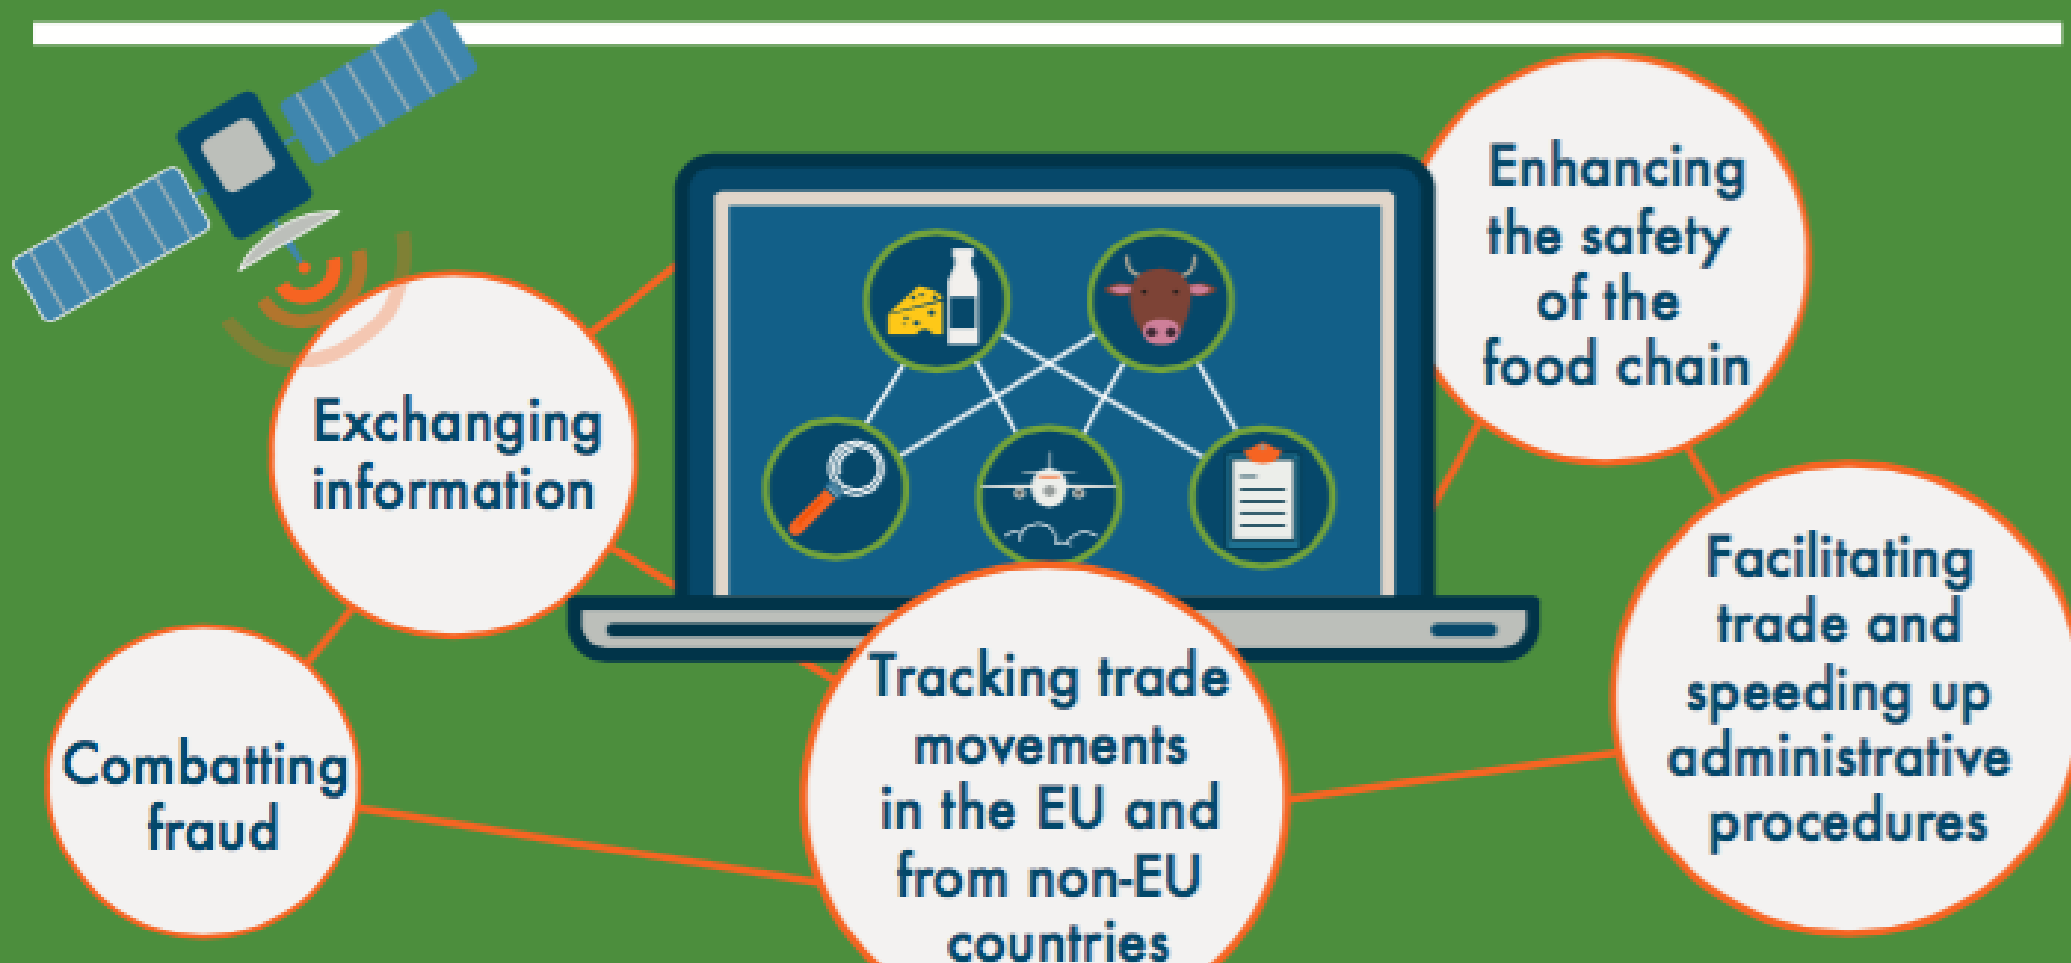 Exchanging
information
Combatting
fraud
Tracking trade
movements
in the EU and
from non-EU
countries
Enhancing
the safety
of the
food chain
Facilitating
trade and
speeding up
administrative
procedures